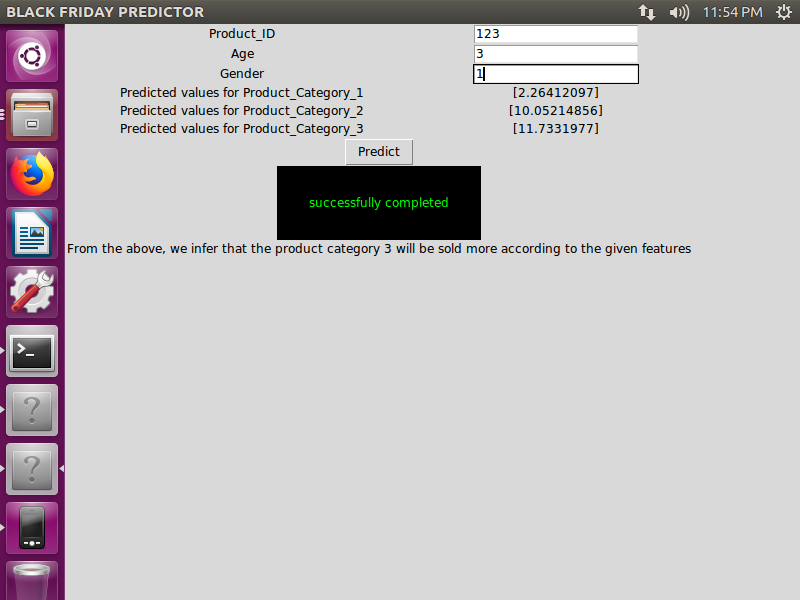 BLACK FRIDAY PREDICTOR 11:54 PM
Product_ID 123
Age 3
Gender 1
Predicted values for Product_Category_1 [2.26412097]
Predicted values for Product_Category_2 [10.05214856]
Predicted values for Product_Category_3 [11.7331977]
Predict
successfully completed
From the above, we infer that the product category 3 will be sold more according to the given features